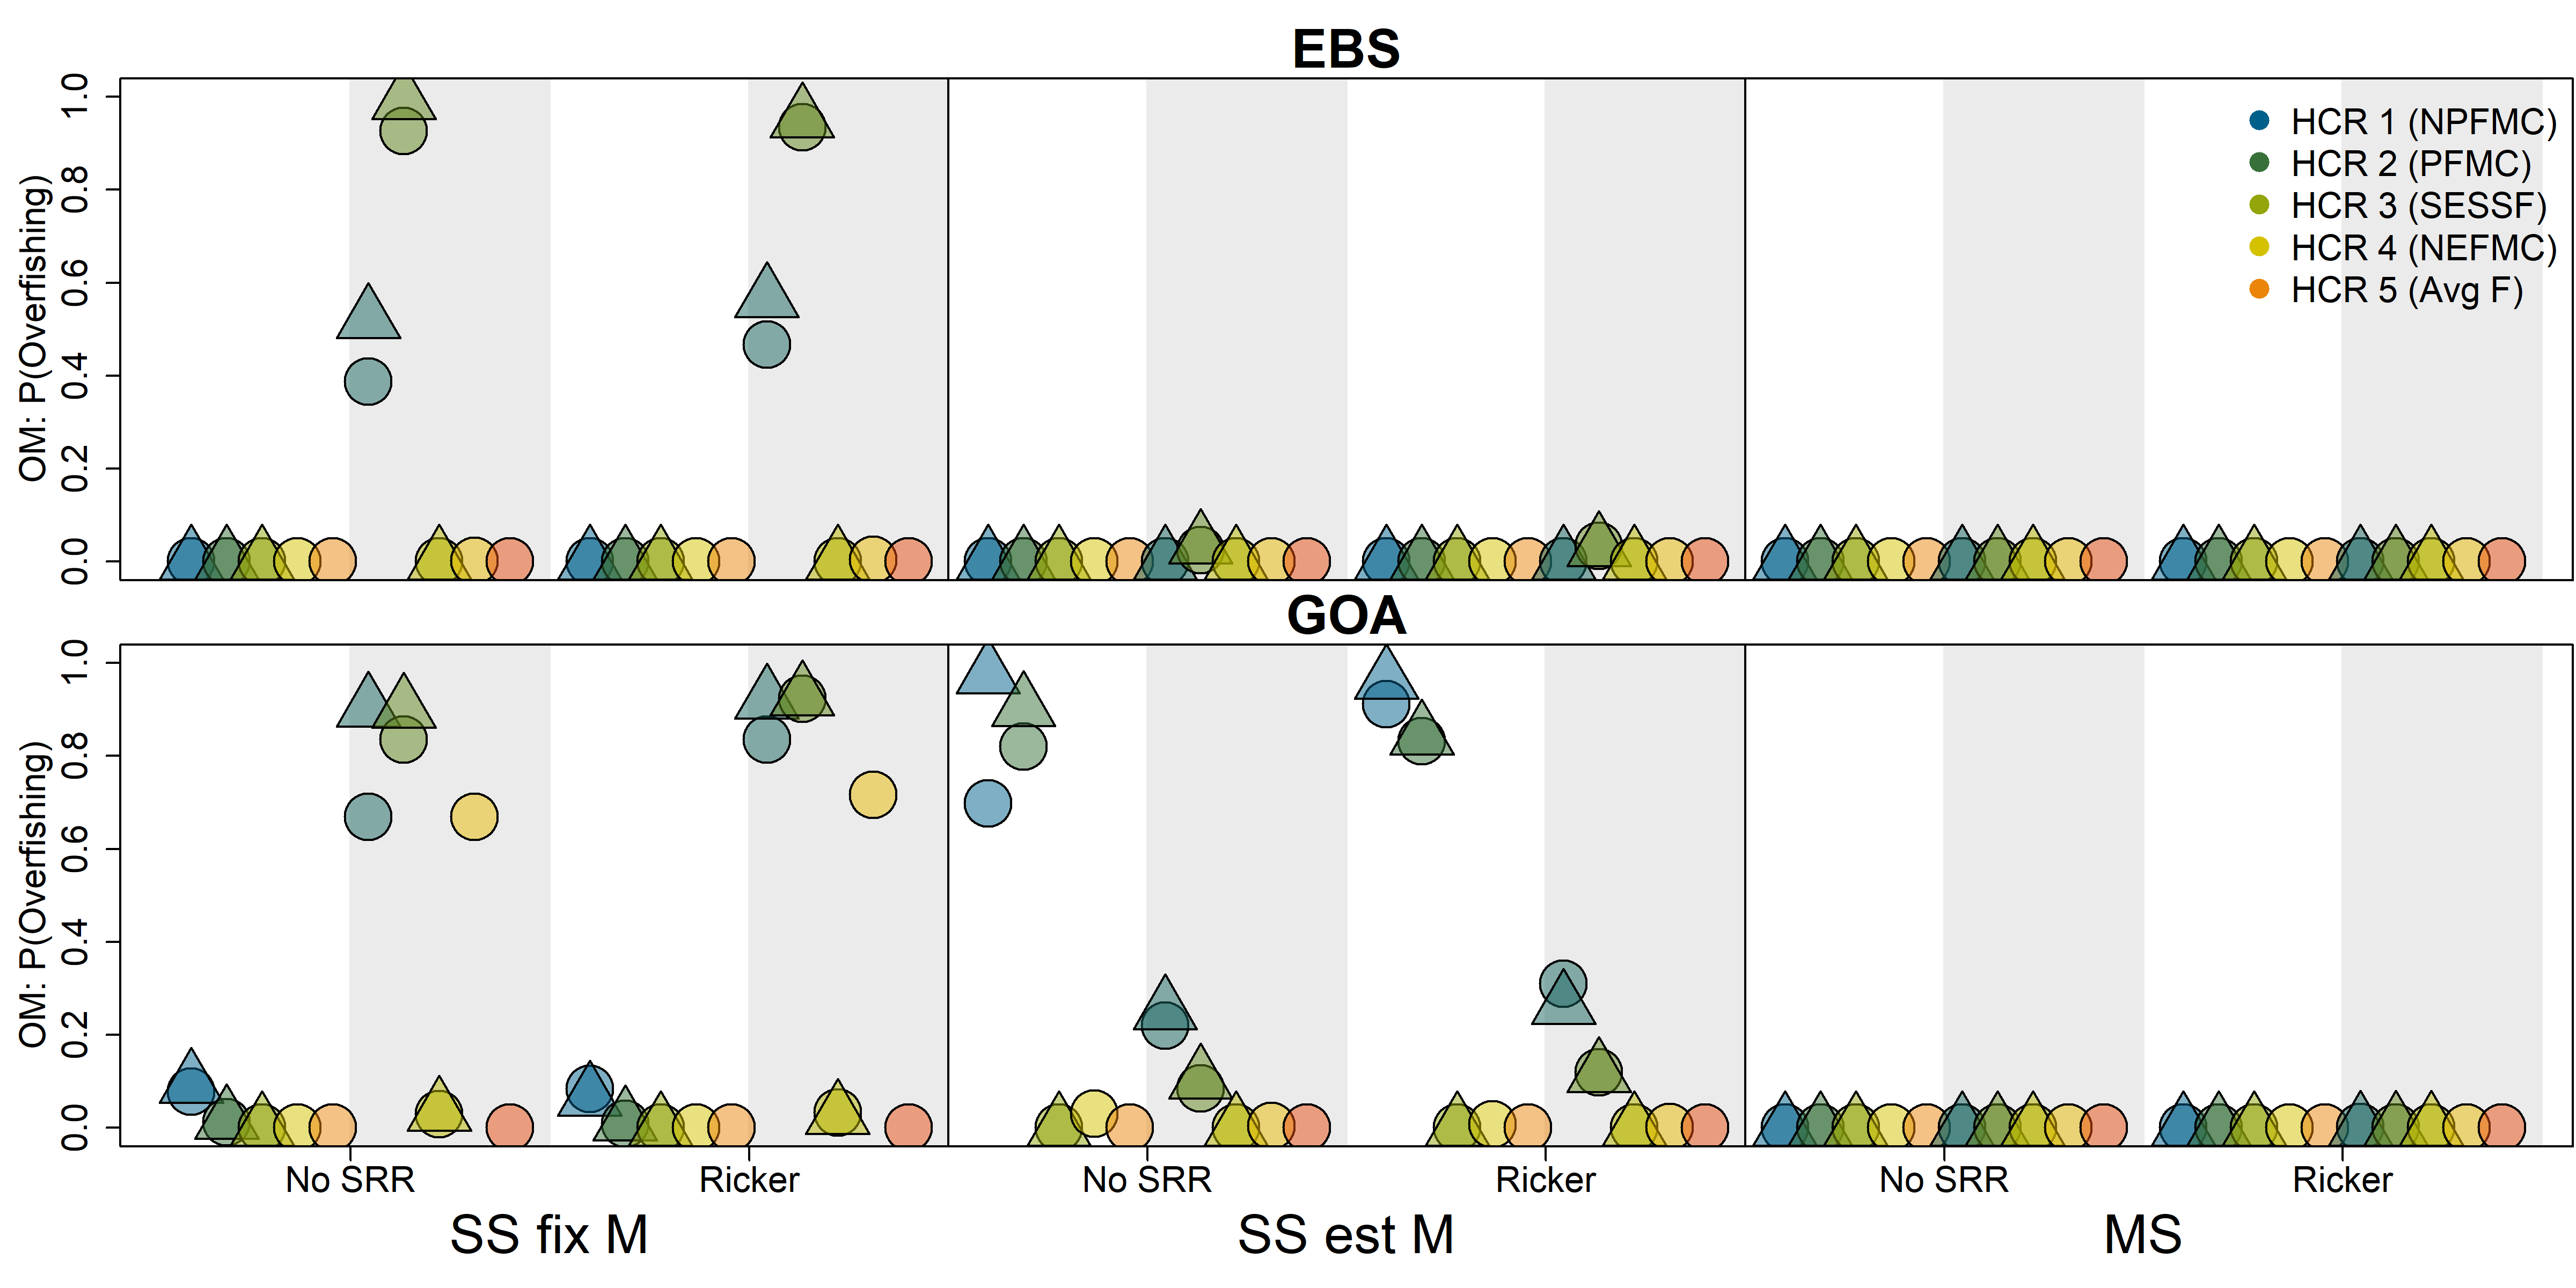 EBS
OM: P(Overfishing)
1.0
0.8
0.6
0.4
0.2
0.0
HCR 1 (NPFMC)
HCR 2 (PFMC)
HCR 3 (SESSF)
HCR 4 (NEFMC)
HCR 5 (Avg F)
GOA
OM: P(Overfishing)
1.0
0.8
0.6
0.4
0.2
0.0
No SRR Ricker No SRR Ricker No SRR Ricker
SS fix M SS est M MS